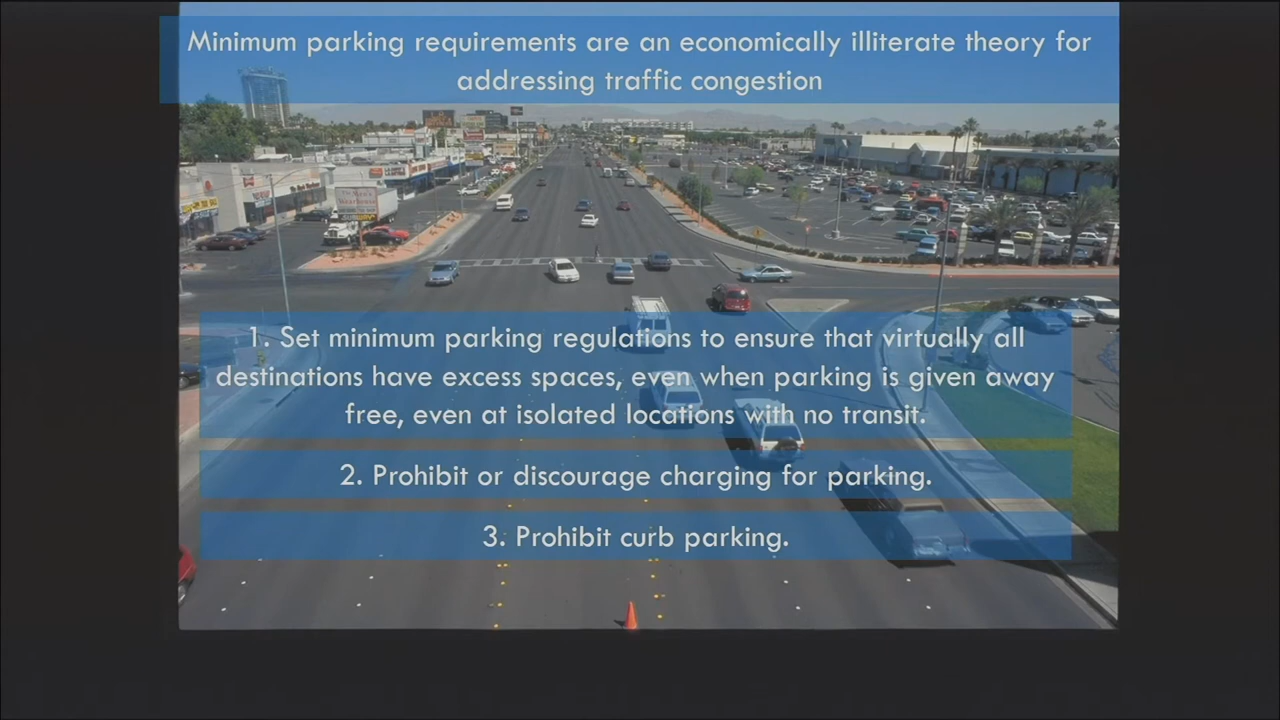 Minimum parking requirements are an economically illiterate theory for
addressing traffic congestion
1. Set minimum parking regulations to ensure that virtually all
destinations have excess spaces, even when parking is given away
free, even at isolated locations with no transit.
2. Prohibit or discourage charging for parking.
3. Prohibit curb parking.
SUBWAY